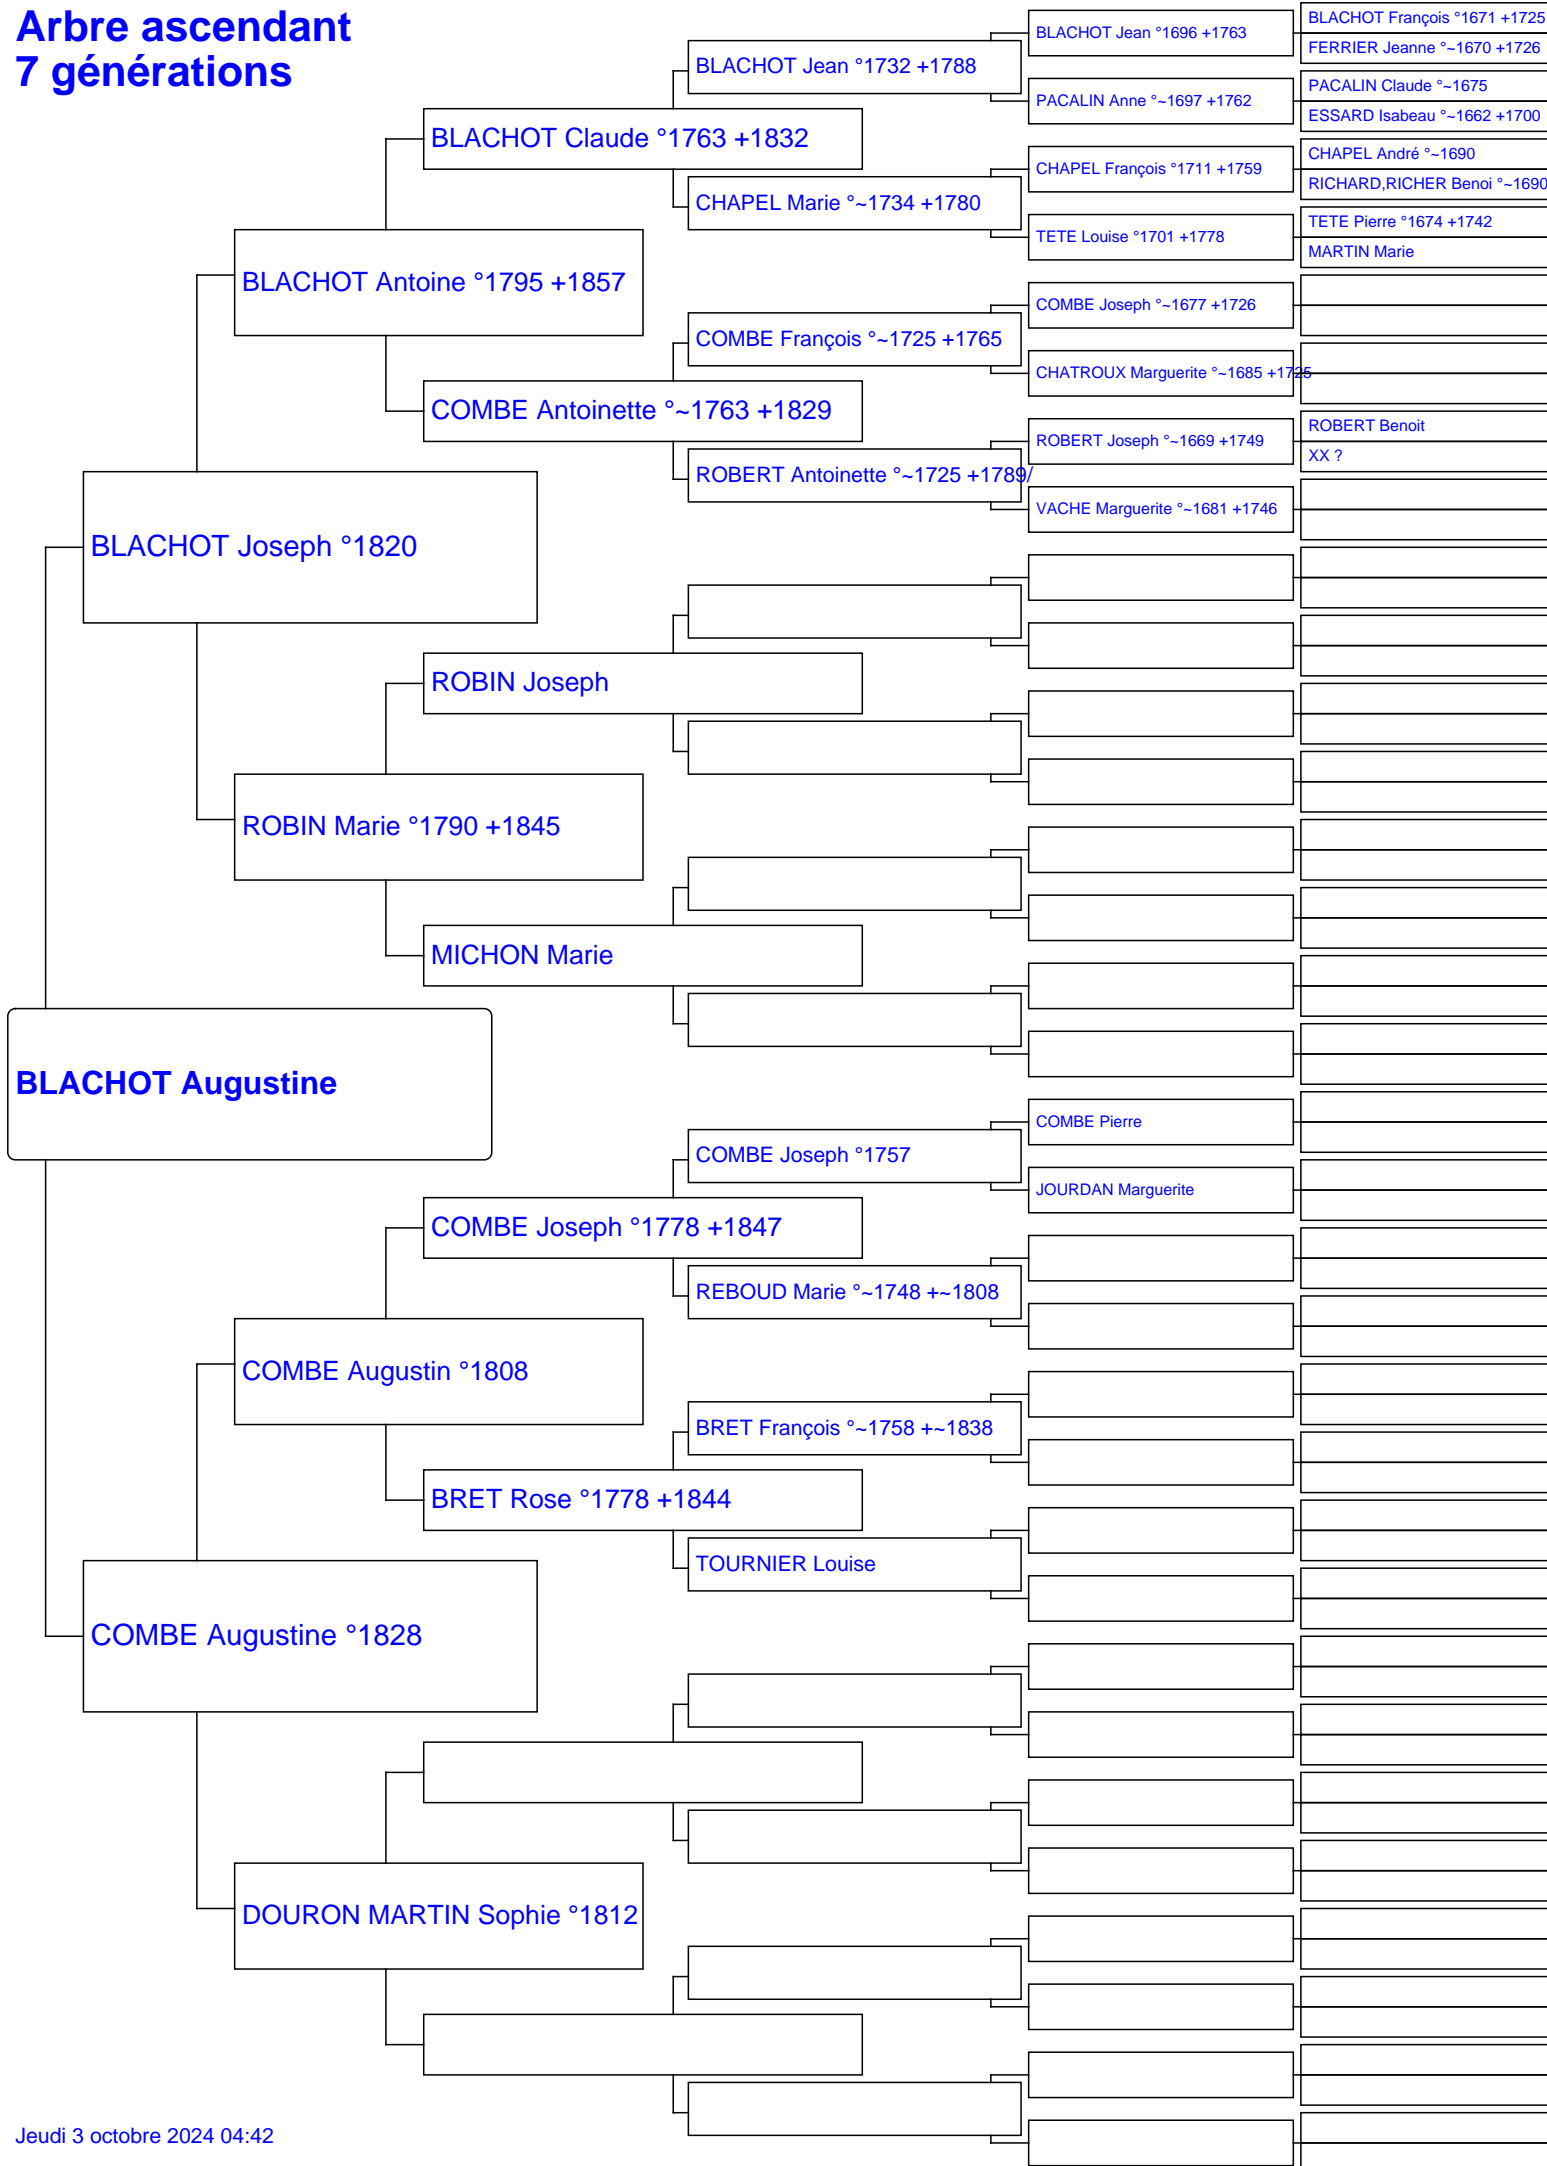 Arbre ascendant
7 générations
BLACHOT Augustine
BLACHOT Joseph °1820
COMBE Augustine °1828
BLACHOT Antoine °1795 +1857
ROBIN Marie °1790 +1845
COMBE Augustin °1808
DOURON MARTIN Sophie °1812
BLACHOT Claude °1763 +1832
COMBE Antoinette °~1763 +1829
ROBIN Joseph
MICHON Marie
COMBE Joseph °1778 +1847
BRET Rose °1778 +1844
BLACHOT Jean °1732 +1788
CHAPEL Marie °~1734 +1780
COMBE François °~1725 +1765
ROBERT Antoinette °~1725 +1789/
COMBE Joseph °1757
REBOUD Marie °~1748 +~1808
BRET François °~1758 +~1838
TOURNIER Louise
BLACHOT Jean °1696 +1763
PACALIN Anne °~1697 +1762
CHAPEL François °1711 +1759
TETE Louise °1701 +1778
COMBE Joseph °~1677 +1726
CHATROUX Marguerite °~1685 +1725
ROBERT Joseph °~1669 +1749
VACHE Marguerite °~1681 +1746
COMBE Pierre
JOURDAN Marguerite
BLACHOT François °1671 +1725
FERRIER Jeanne °~1670 +1726
PACALIN Claude °~1675
ESSARD Isabeau °~1662 +1700
CHAPEL André °~1690
RICHARD,RICHER Benoi °~1690
TETE Pierre °1674 +1742
MARTIN Marie
ROBERT Benoit
XX ?
Jeudi 3 octobre 2024 04:42